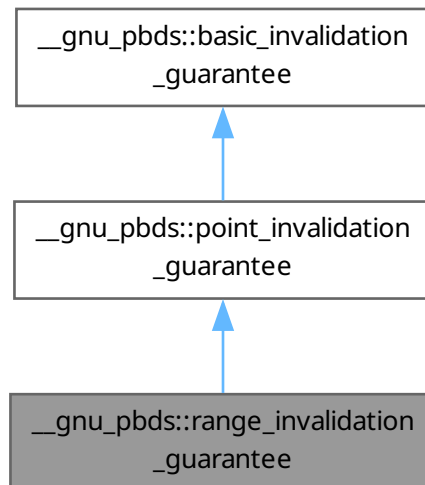 __gnu_pbds::basic_invalidation
_guarantee
__gnu_pbds::point_invalidation
_guarantee
__gnu_pbds::range_invalidation
_guarantee